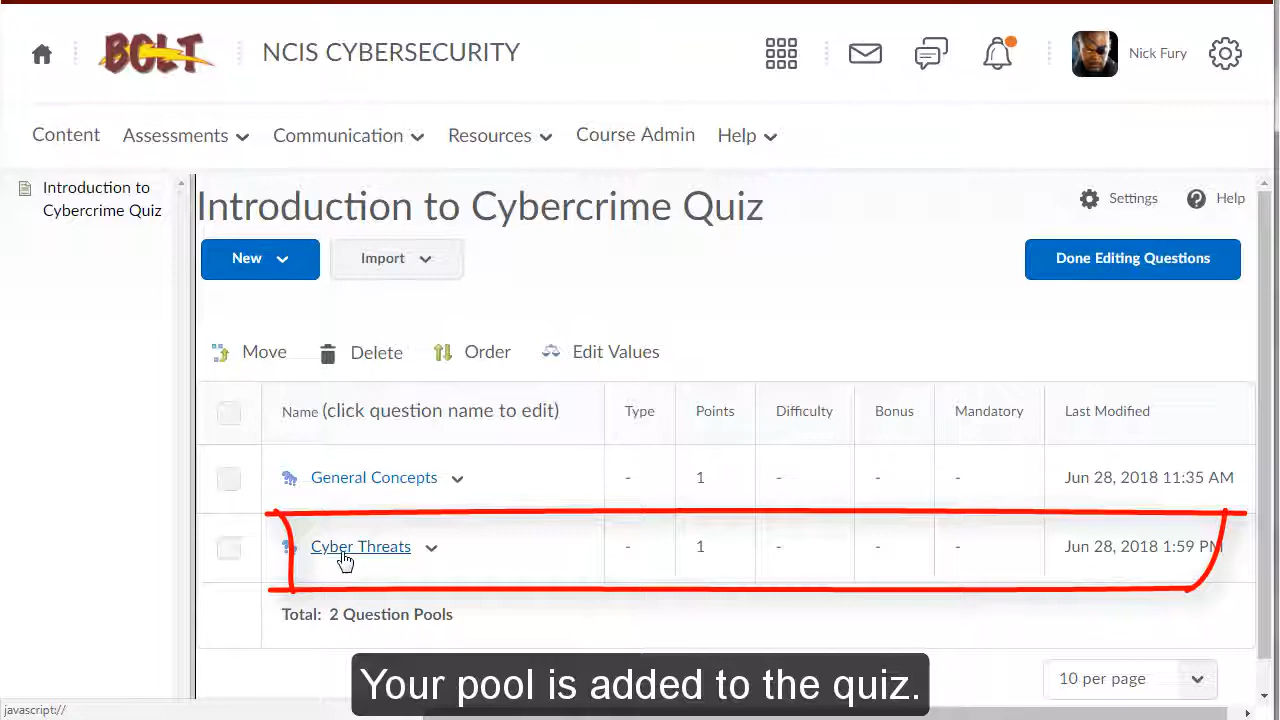 BOLT
NCIS CYBERSECURITY
Nick Fury
Content Assessments Communication Resources Course Admin Help
Introduction to
Cybercrime Quiz
Introduction to Cybercrime Quiz
Settings Help
New Import Done Editing Questions
Move Delete Order Edit Values
Name (click question name to edit) Type Points Difficulty Bonus Mandatory Last Modified
General Concepts - 1 - - - Jun 28, 2018 11:35 AM
Cyber Threats - 1 - - - Jun 28, 2018 1:59 PM
Total: 2 Question Pools
Your pool is added to the quiz.
10 per page
javascript://